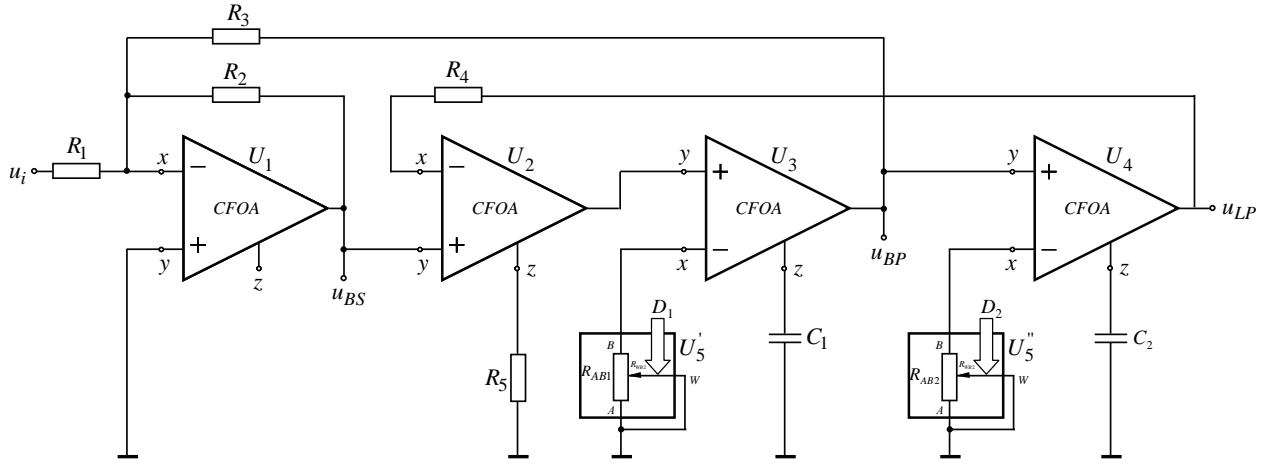 R3
R2
R4
R1
x
U1
x
U2
y
U3
y
U4
ui
−
−
+
+
CFOA
CFOA
CFOA
CFOA
uLP
+
+
−
−
y
z
y
z
x
z
uBP
x
z
uBS
D1
D2
B
U5'
C1
B
U5"
C2
R5
RAB1
W
RAB2
W
A
A